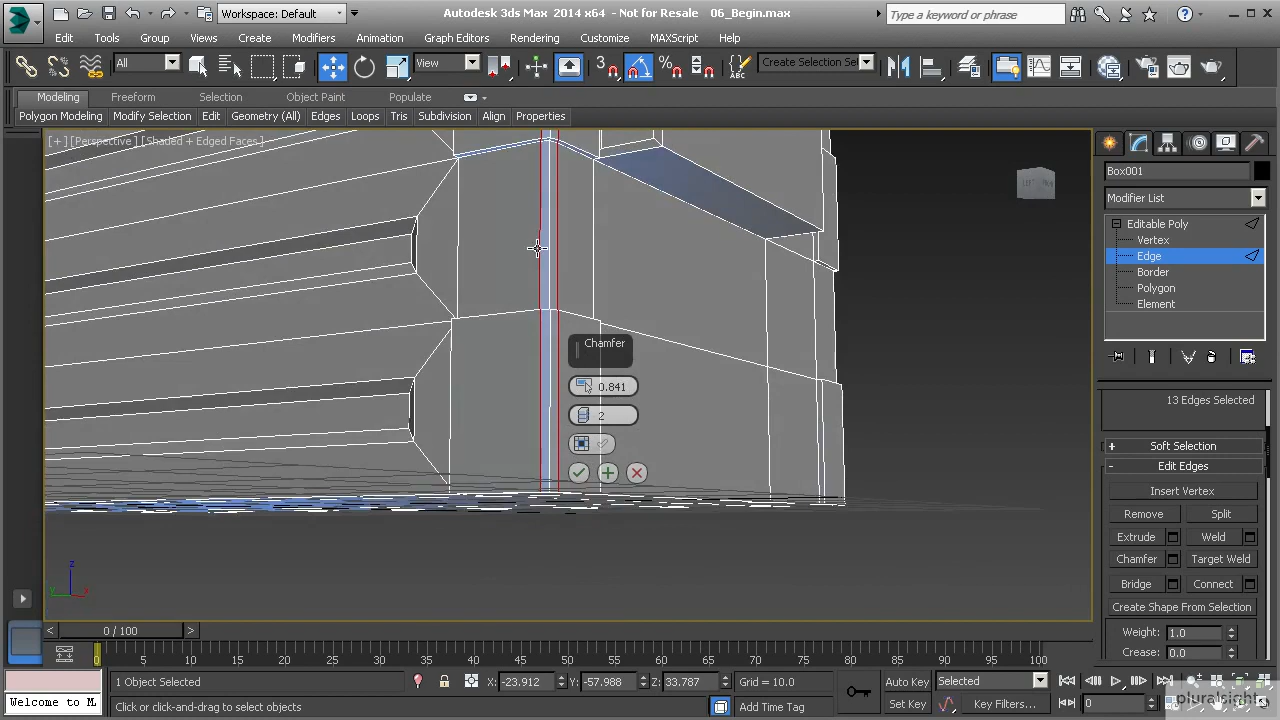 Workspace: Default
Autodesk 3ds Max 2014 x64 - Not for Resale 06_Begin.max
Type a keyword or phrase
Edit Tools Group Views Create Modifiers Animation Graph Editors Rendering Customize MAXScript Help
All View 3 Create Selection Se
Modeling Freeform Selection Object Paint Populate
Polygon Modeling Modify Selection Edit Geometry (All) Edges Loops Tris Subdivision Align Properties
[+] [Perspective] [Shaded + Edged Faces]
Box001
Modifier List
Editable Poly
Vertex
Edge
Border
Polygon
Element
Chamfer
0.841
2
13 Edges Selected
+ Soft Selection
- Edit Edges
Insert Vertex
Remove Split
Extrude Weld
Chamfer Target Weld
Bridge Connect
Create Shape From Selection
Weight: 1.0
Crease: 0.0
z
y x
< 0 / 100 >
0 5 10 15 20 25 30 35 40 45 50 55 60 65 70 75 80 85 90 95 100
1 Object Selected X: -23.912 Y: -57.988 Z: 33.787 Grid = 10.0 Auto Key Selected
Welcome to M Click or click-and-drag to select objects Add Time Tag Set Key Key Filters... 0
pluralsight